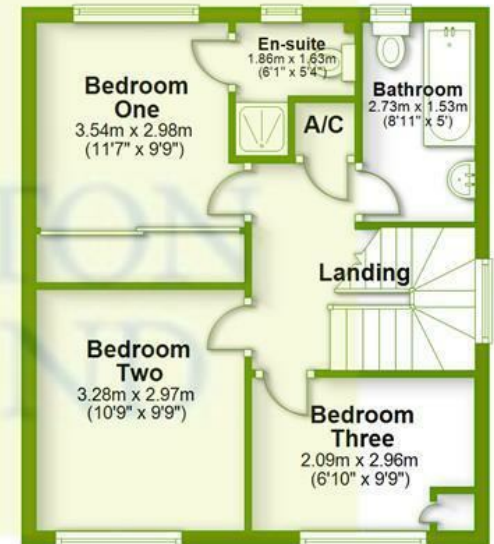 En-suite
1.86m x 1.63m
(6'1" x 5'4")
Bedroom
One
3.54m x 2.98m
(11'7" x 9'9")
A/C
Bathroom
2.73m x 1.53m
(8'11" x 5')
Landing
Bedroom
Two
3.28m x 2.97m
(10'9" x 9'9")
Bedroom
Three
2.09m x 2.96m
(6'10" x 9'9")